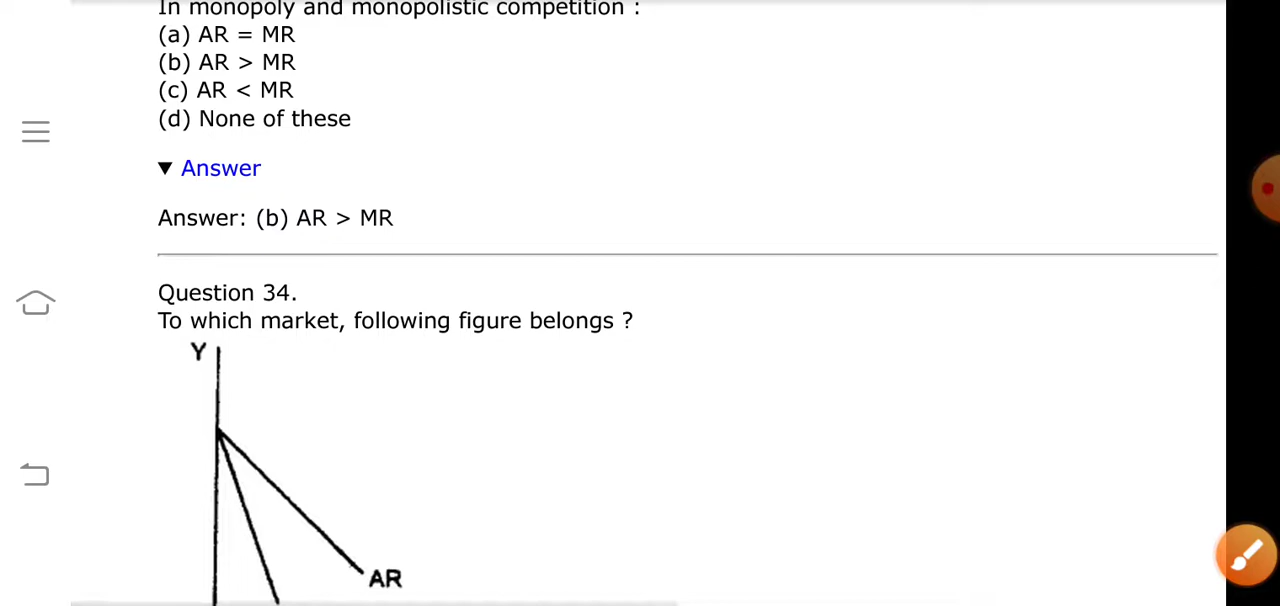 In monopoly and monopolistic competition :
(a) AR = MR
(b) AR > MR
(c) AR < MR
(d) None of these
▼ Answer
Answer: (b) AR > MR
Question 34.
To which market, following figure belongs ?
Y
AR